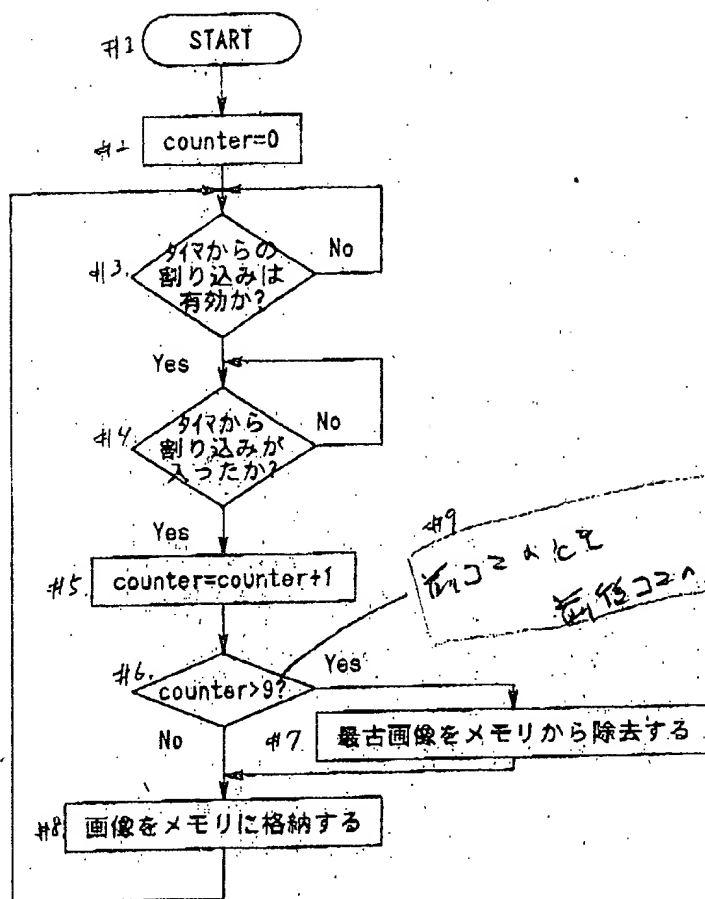 #1
START
#2
counter=0
#3.
タイマからの
割り込みは
有効か?
No
Yes
#4
タイマから
割り込みが
入ったか?
No
Yes
#5.
counter=counter+1
#9
#6.
counter>9?
Yes
No
#7
最古画像をメモリから除去する
#8
画像をメモリに格納する